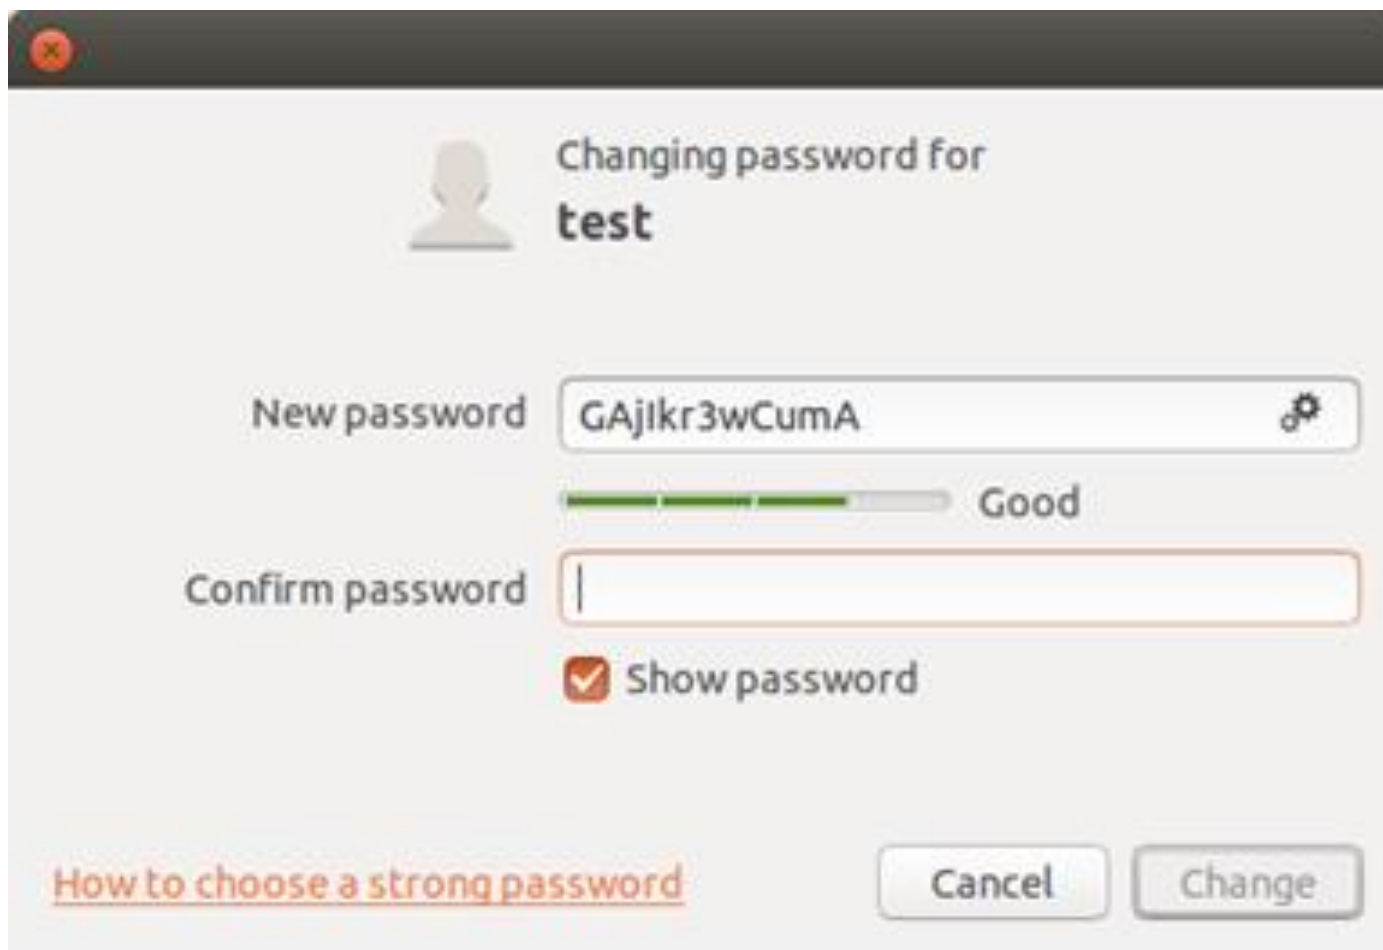 Changing password for
test
New password GAjIkr3wCumA
Good
Confirm password
Show password
How to choose a strong password Cancel Change